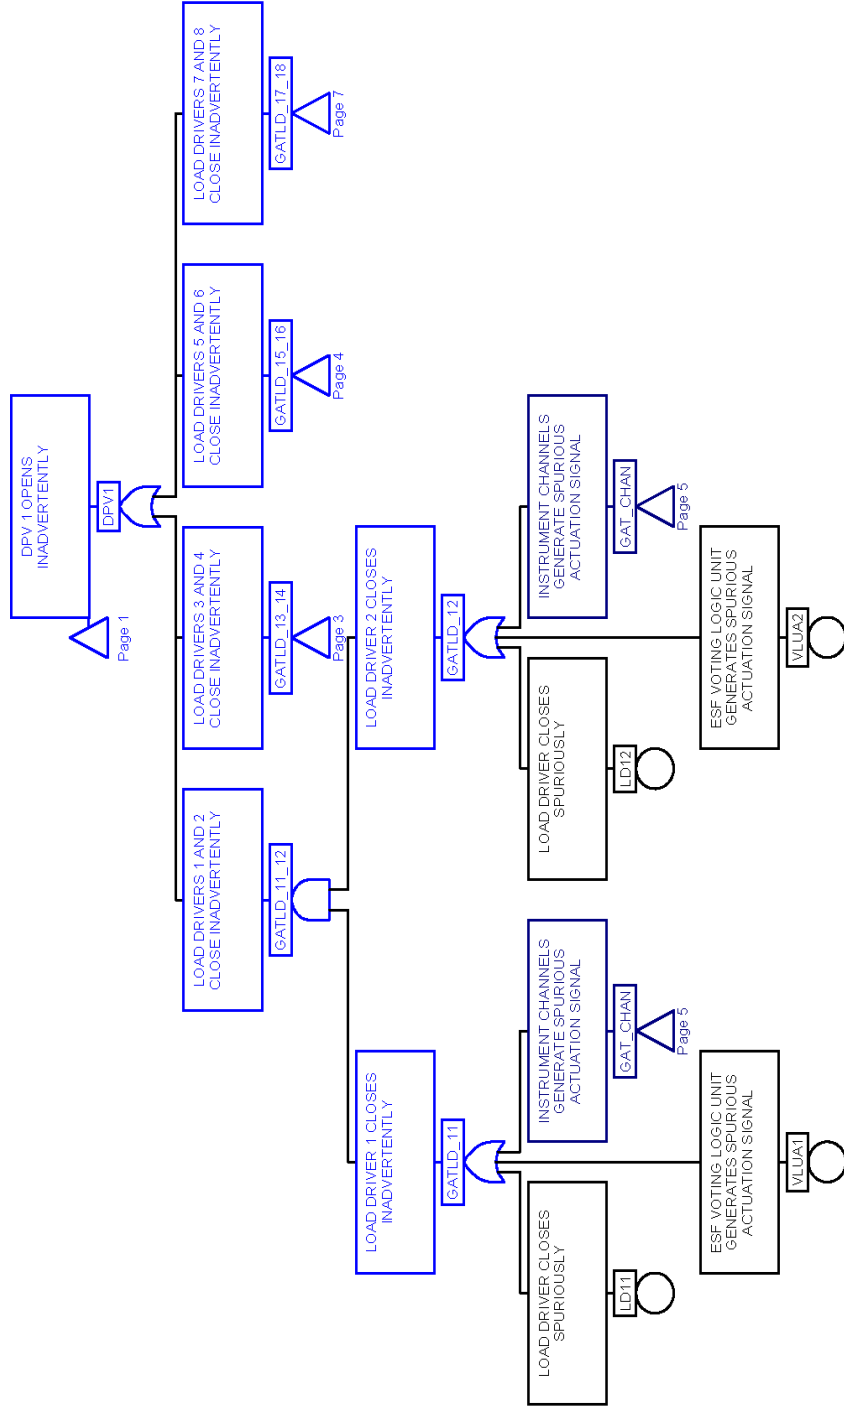 DPV 1 OPENS
INADVERTENTLY
DPV1
Page 1
LOAD DRIVERS 1 AND 2
CLOSE INADVERTENTLY
GATLD_11_12
LOAD DRIVERS 3 AND 4
CLOSE INADVERTENTLY
GATLD_13_14
Page 3
LOAD DRIVERS 5 AND 6
CLOSE INADVERTENTLY
GATLD_15_16
Page 4
LOAD DRIVERS 7 AND 8
CLOSE INADVERTENTLY
GATLD_17_18
Page 7
LOAD DRIVER 1 CLOSES
INADVERTENTLY
GATLD_11
LOAD DRIVER 2 CLOSES
INADVERTENTLY
GATLD_12
LOAD DRIVER CLOSES
SPURIOUSLY
LD11
INSTRUMENT CHANNELS
GENERATE SPURIOUS
ACTUATION SIGNAL
GAT_CHAN
Page 5
LOAD DRIVER CLOSES
SPURIOUSLY
LD12
INSTRUMENT CHANNELS
GENERATE SPURIOUS
ACTUATION SIGNAL
GAT_CHAN
Page 5
ESF VOTING LOGIC UNIT
GENERATES SPURIOUS
ACTUATION SIGNAL
VLUA1
ESF VOTING LOGIC UNIT
GENERATES SPURIOUS
ACTUATION SIGNAL
VLUA2